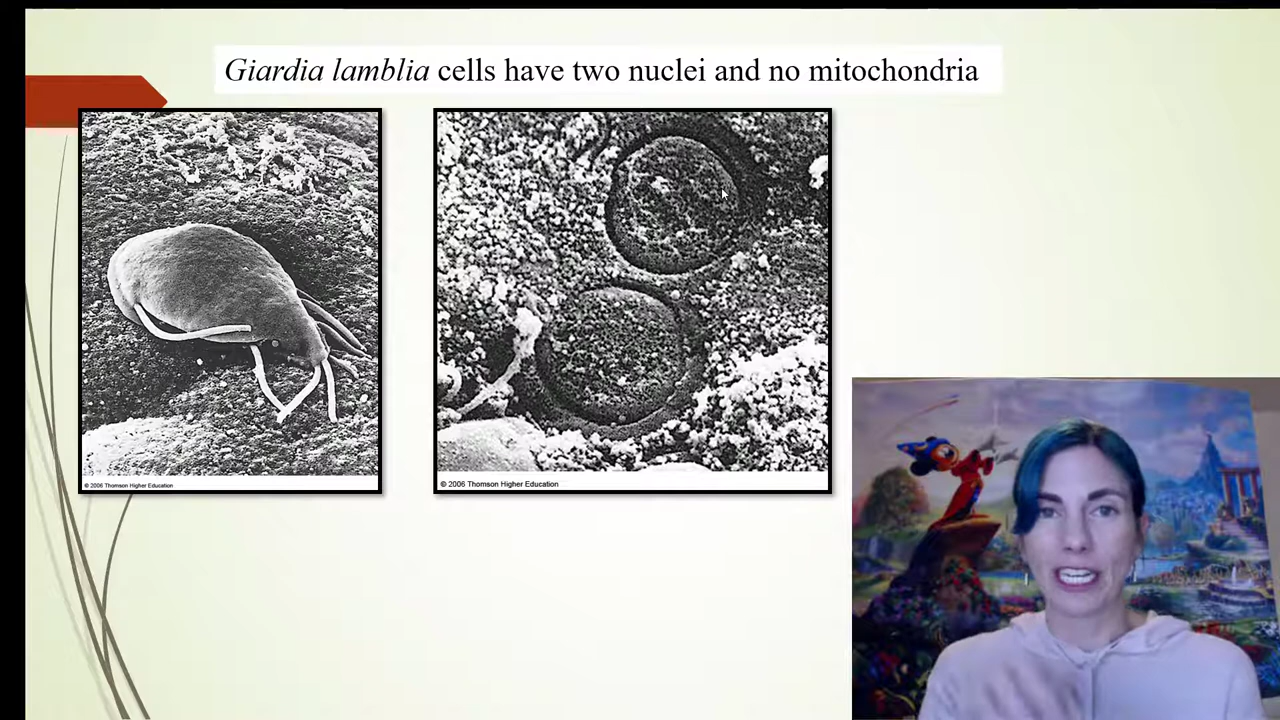 Giardia lamblia cells have two nuclei and no mitochondria
© 2006 Thomson Higher Education
© 2006 Thomson Higher Education